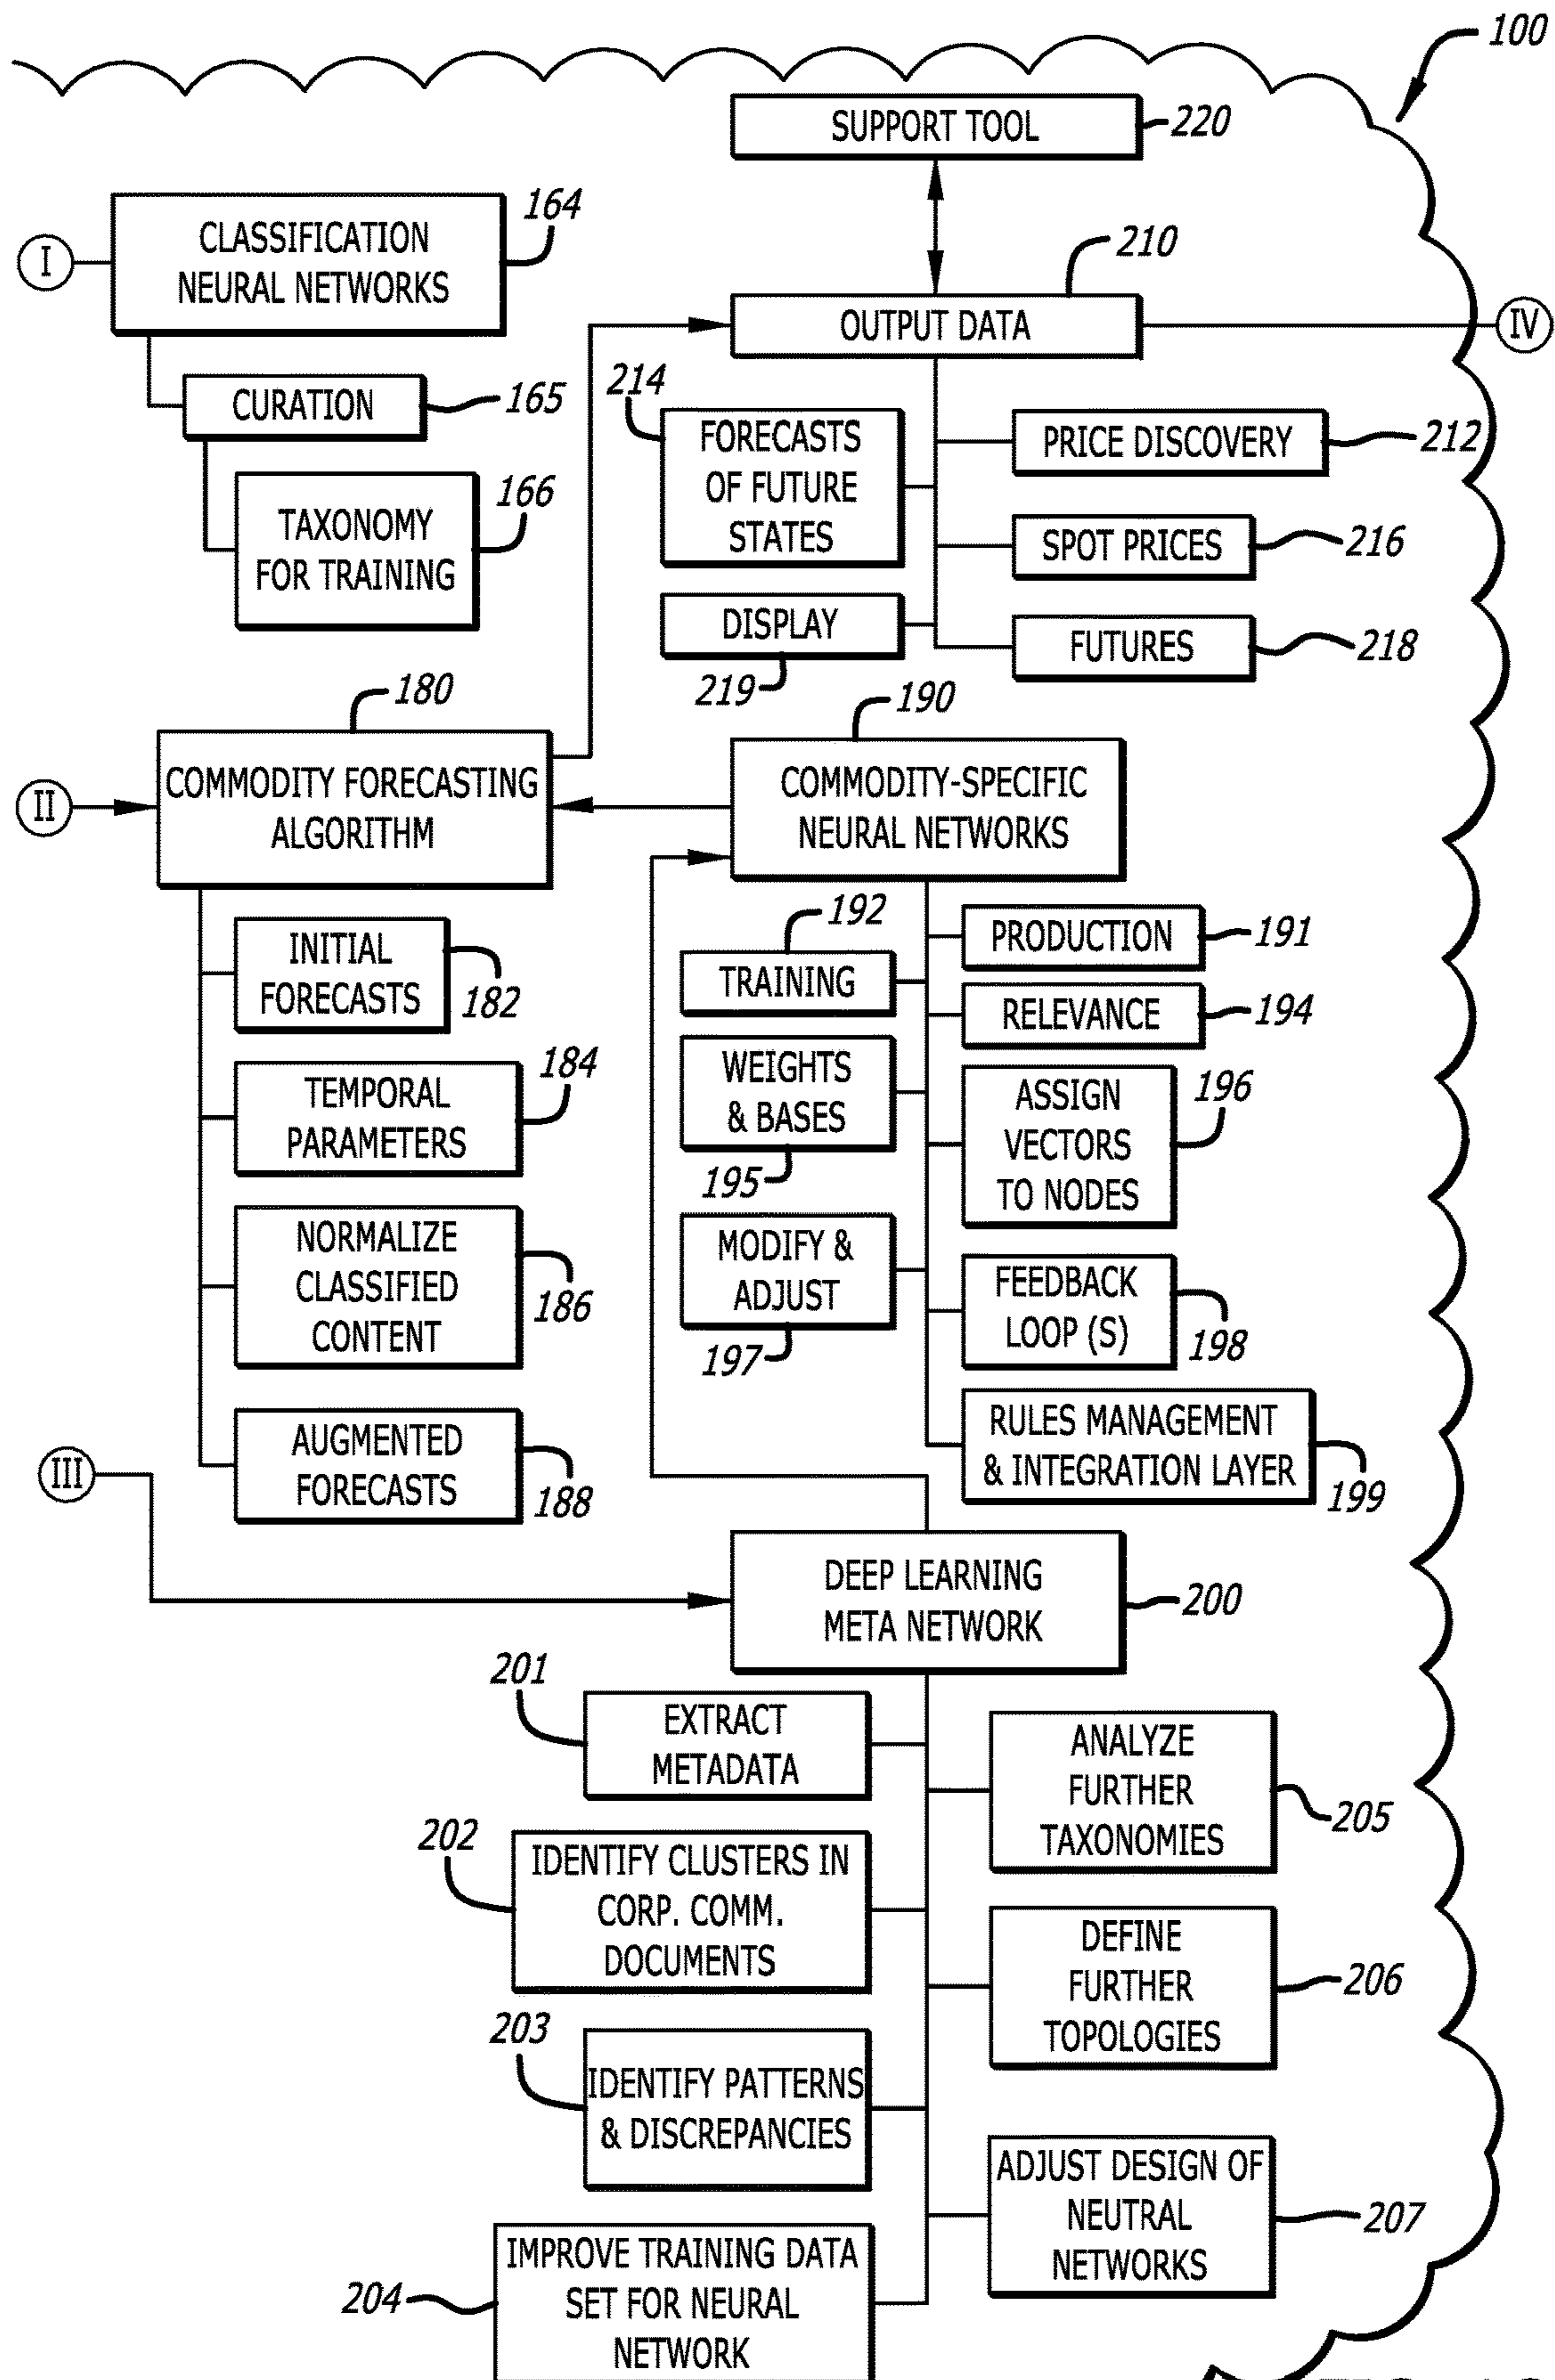 100
SUPPORT TOOL
220
164
CLASSIFICATION
NEURAL NETWORKS
I
210
OUTPUT DATA
IV
CURATION
165
214
FORECASTS
OF FUTURE
STATES
PRICE DISCOVERY
212
166
TAXONOMY
FOR TRAINING
SPOT PRICES
216
DISPLAY
219
FUTURES
218
180
COMMODITY FORECASTING
ALGORITHM
II
190
COMMODITY-SPECIFIC
NEURAL NETWORKS
INITIAL
FORECASTS
182
192
TRAINING
PRODUCTION
191
RELEVANCE
194
TEMPORAL
PARAMETERS
184
WEIGHTS
& BASES
195
ASSIGN
VECTORS
TO NODES
196
NORMALIZE
CLASSIFIED
CONTENT
186
MODIFY &
ADJUST
197
FEEDBACK
LOOP (S)
198
AUGMENTED
FORECASTS
188
RULES MANAGEMENT
& INTEGRATION LAYER
199
III
DEEP LEARNING
META NETWORK
200
201
EXTRACT
METADATA
ANALYZE
FURTHER
TAXONOMIES
205
202
IDENTIFY CLUSTERS IN
CORP. COMM.
DOCUMENTS
DEFINE
FURTHER
TOPOLOGIES
206
203
IDENTIFY PATTERNS
& DISCREPANCIES
ADJUST DESIGN OF
NEUTRAL
NETWORKS
207
204
IMPROVE TRAINING DATA
SET FOR NEURAL
NETWORK